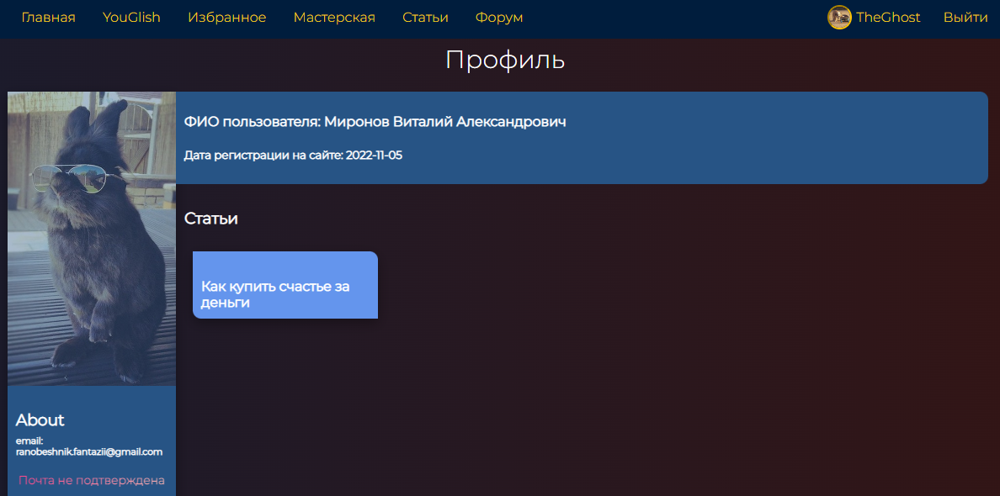 Главная YouGlish Избранное Мастерская Статьи Форум TheGhost Выйти
Профиль
ФИО пользователя: Миронов Виталий Александрович
Дата регистрации на сайте: 2022-11-05
Статьи
Как купить счастье за
деньги
About
email:
ranobeshnik.fantazii@gmail.com
Почта не подтверждена